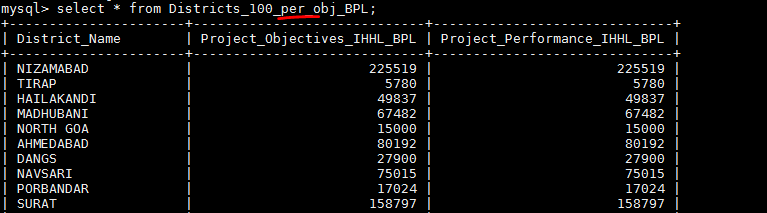 mysql> select * from Districts_100_per_obj_BPL;
+--------------------+----------------------------+-----------------------------+
| District_Name | Project_Objectives_IHHL_BPL | Project_Performance_IHHL_BPL |
+--------------------+----------------------------+-----------------------------+
| NIZAMABAD | 225519 | 225519 |
| TIRAP | 5780 | 5780 |
| HAILAKANDI | 49837 | 49837 |
| MADHUBANI | 67482 | 67482 |
| NORTH GOA | 15000 | 15000 |
| AHMEDABAD | 80192 | 80192 |
| DANGS | 27900 | 27900 |
| NAVSARI | 75015 | 75015 |
| PORBANDAR | 17024 | 17024 |
| SURAT | 158797 | 158797 |